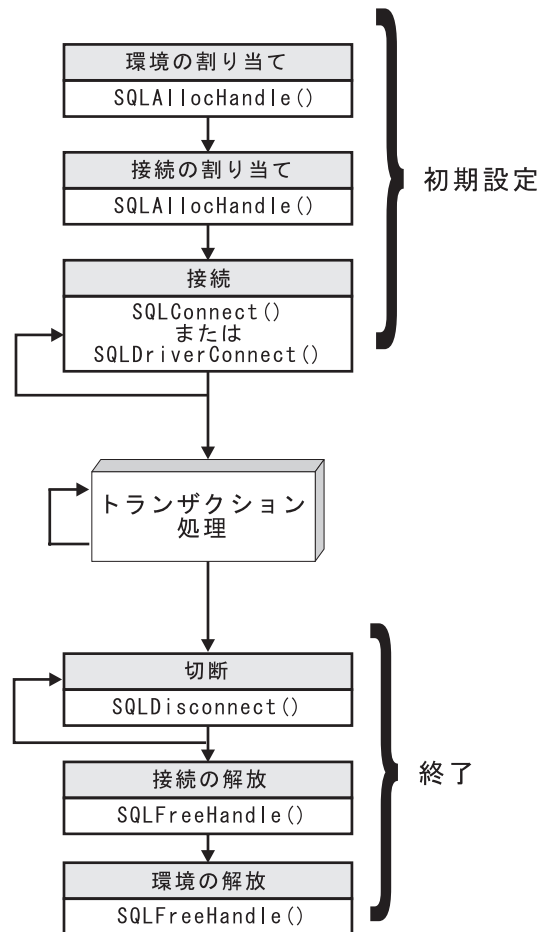 環境の割り当て
SQLAllocHandle()
接続の割り当て
SQLAllocHandle()
接続
SQLConnect()
または
SQLDriverConnect()
初期設定
トランザクション
処理
切断
SQLDisconnect()
接続の解放
SQLFreeHandle()
環境の解放
SQLFreeHandle()
終了